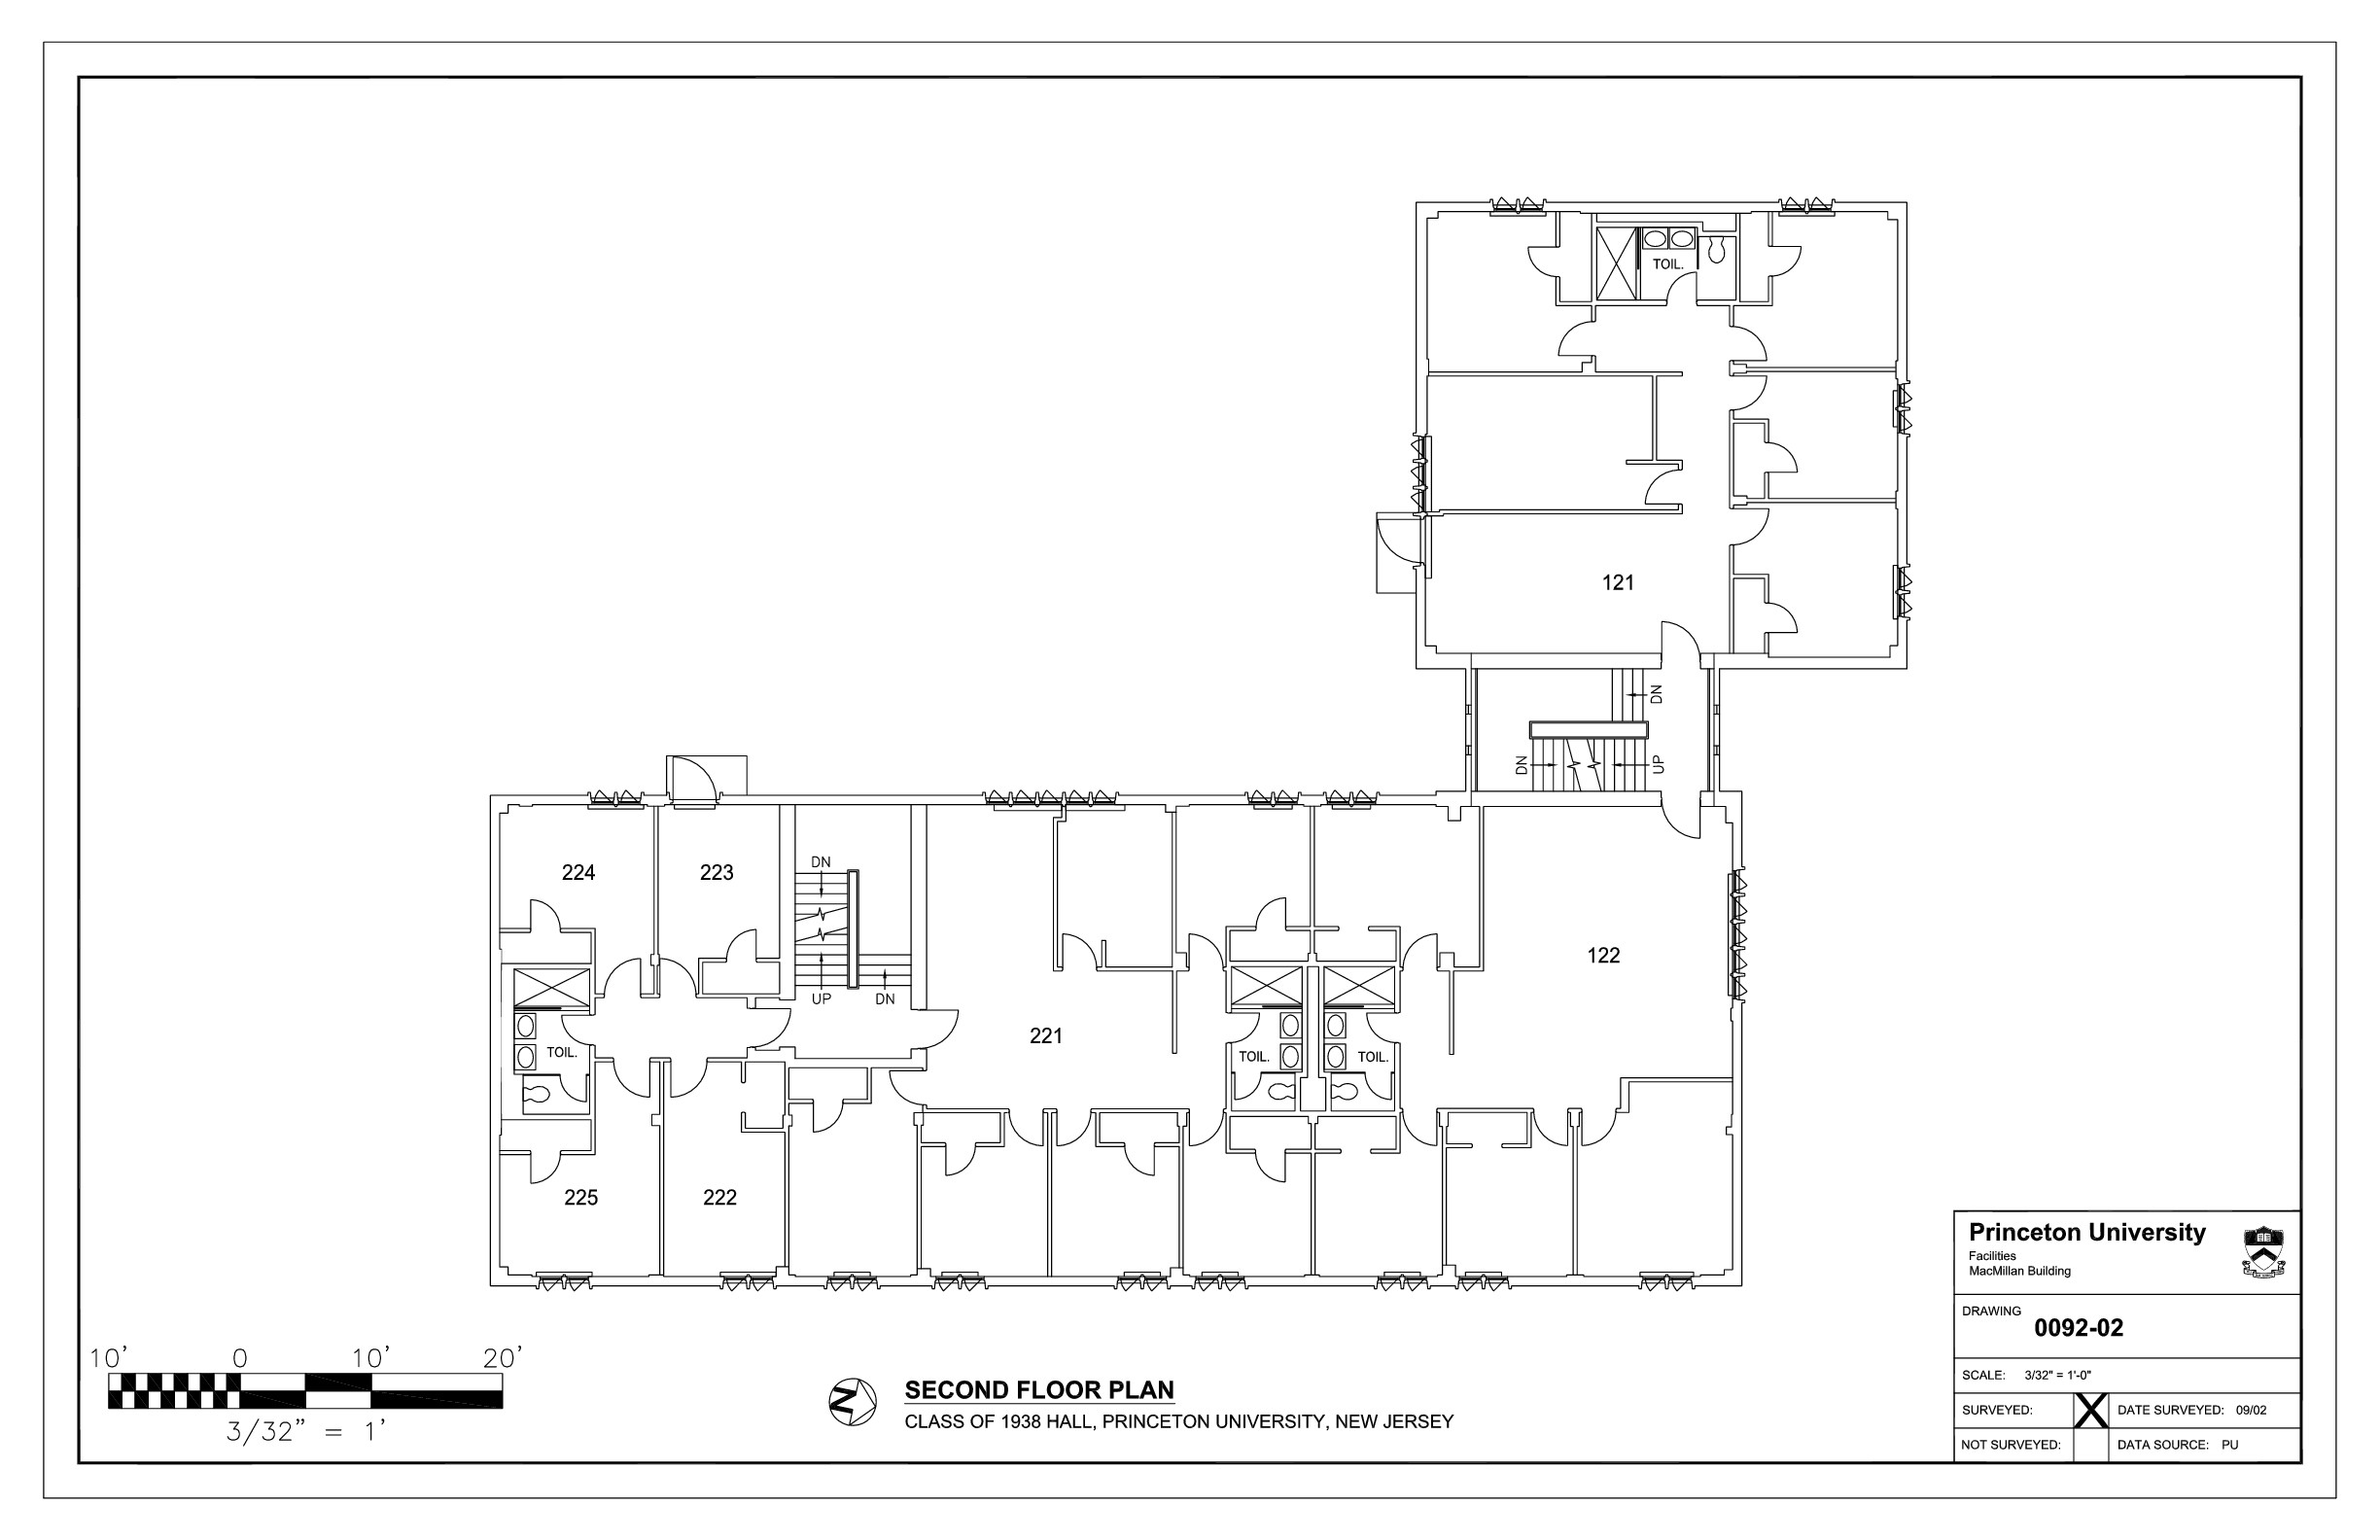 TOIL.
121
DN
DN
UP
224
223
DN
122
UP
DN
221
TOIL.
TOIL.
TOIL.
225
222
Princeton University
Facilities
MacMillan Building
DRAWING
0092-02
10' 0 10' 20'
3/32" = 1'
N
SECOND FLOOR PLAN
CLASS OF 1938 HALL, PRINCETON UNIVERSITY, NEW JERSEY
SCALE: 3/32" = 1'-0"
SURVEYED: X DATE SURVEYED: 09/02
NOT SURVEYED: DATA SOURCE: PU